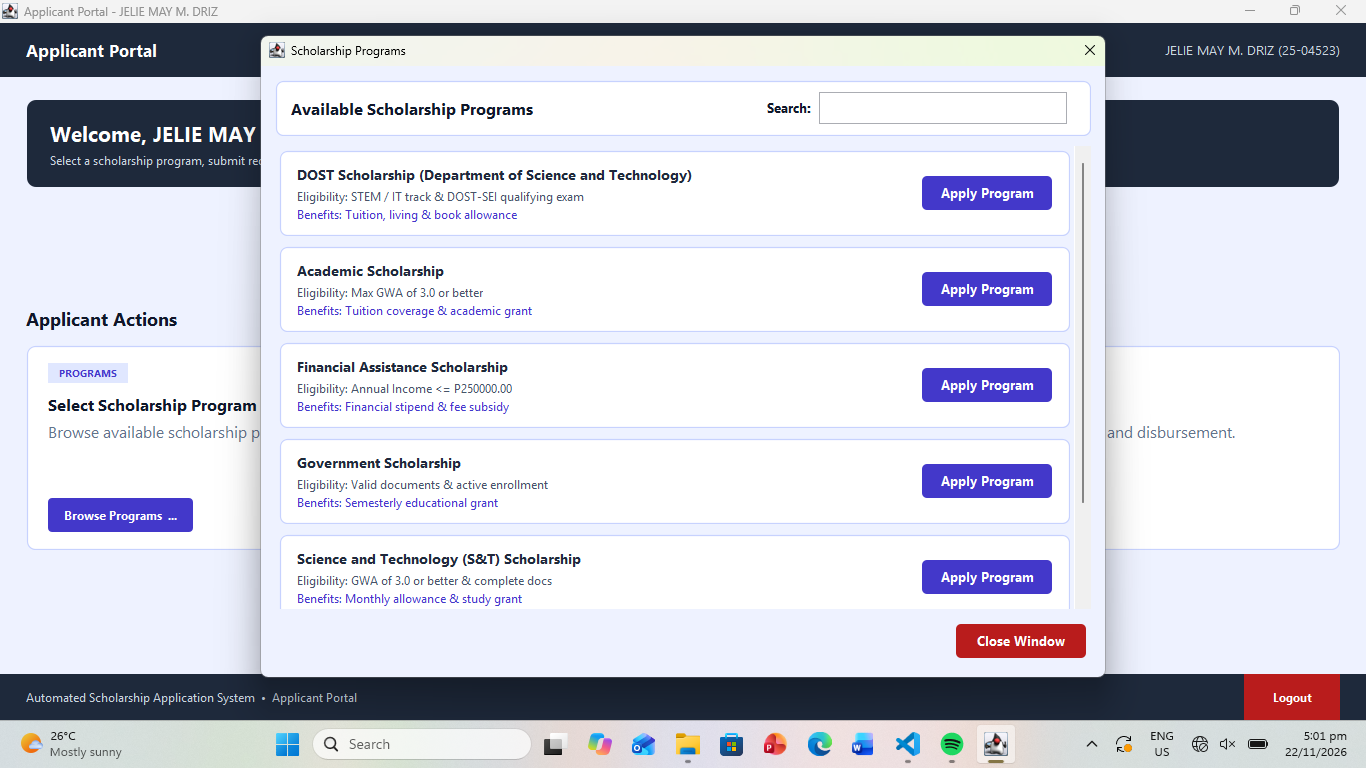 Applicant Portal - JELIE MAY M. DRIZ
Applicant Portal
JELIE MAY M. DRIZ (25-04523)
Welcome, JELIE MAY
Select a scholarship program, submit
Applicant Actions
PROGRAMS
Select Scholarship Program
Browse available scholarship
and disbursement.
Browse Programs ...
Scholarship Programs
Available Scholarship Programs
Search:
DOST Scholarship (Department of Science and Technology)
Eligibility: STEM / IT track & DOST-SEI qualifying exam
Benefits: Tuition, living & book allowance
Apply Program
Academic Scholarship
Eligibility: Max GWA of 3.0 or better
Benefits: Tuition coverage & academic grant
Apply Program
Financial Assistance Scholarship
Eligibility: Annual Income <= P250000.00
Benefits: Financial stipend & fee subsidy
Apply Program
Government Scholarship
Eligibility: Valid documents & active enrollment
Benefits: Semesterly educational grant
Apply Program
Science and Technology (S&T) Scholarship
Eligibility: GWA of 3.0 or better & complete docs
Benefits: Monthly allowance & study grant
Apply Program
Close Window
Automated Scholarship Application System • Applicant Portal
Logout
26°C
Mostly sunny
Search
ENG
US
5:01 pm
22/11/2026